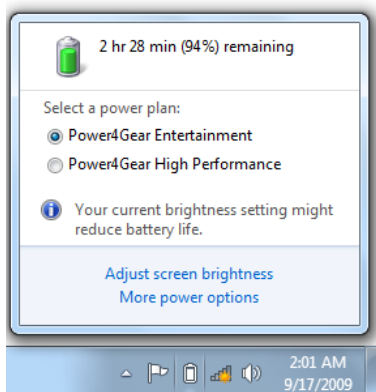 2 hr 28 min (94%) remaining
Select a power plan:
Power4Gear Entertainment
Power4Gear High Performance
Your current brightness setting might
reduce battery life.
Adjust screen brightness
More power options
2:01 AM
9/17/2009